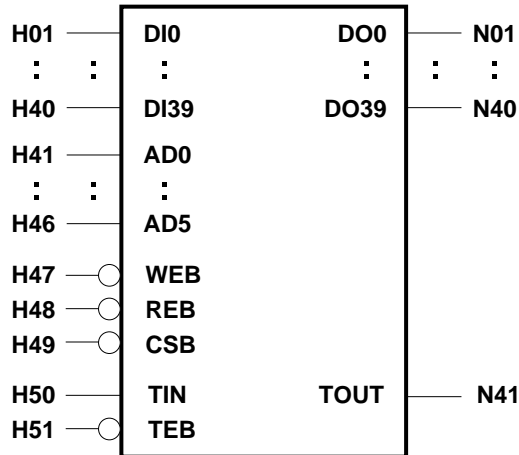 H01 DI0 DO0 N01
: : : : : :
H40 DI39 DO39 N40
H41 AD0
: : :
H46 AD5
H47 WEB
H48 REB
H49 CSB
H50 TIN TOUT N41
H51 TEB